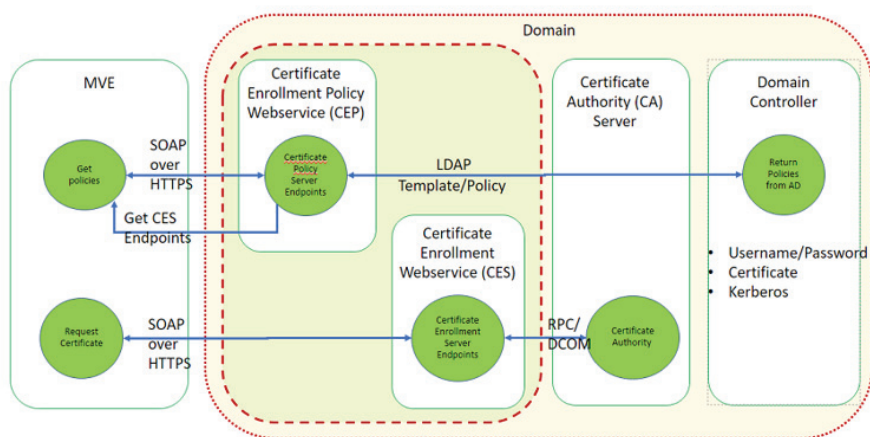 Domain
MVE
Certificate
Enrollment Policy
Webservice (CEP)
Certificate
Authority (CA)
Server
Domain
Controller
Get
policies
SOAP
over
HTTPS
Certificate
Policy
Server
Endpoints
LDAP
Template/Policy
Return
Policies
from AD
Get CES
Endpoints
Certificate
Enrollment
Webservice (CES)
• Username/Password
• Certificate
• Kerberos
Request
Certificate
SOAP
over
HTTPS
Certificate
Enrollment
Server
Endpoints
RPC/
DCOM
Certificate
Authority